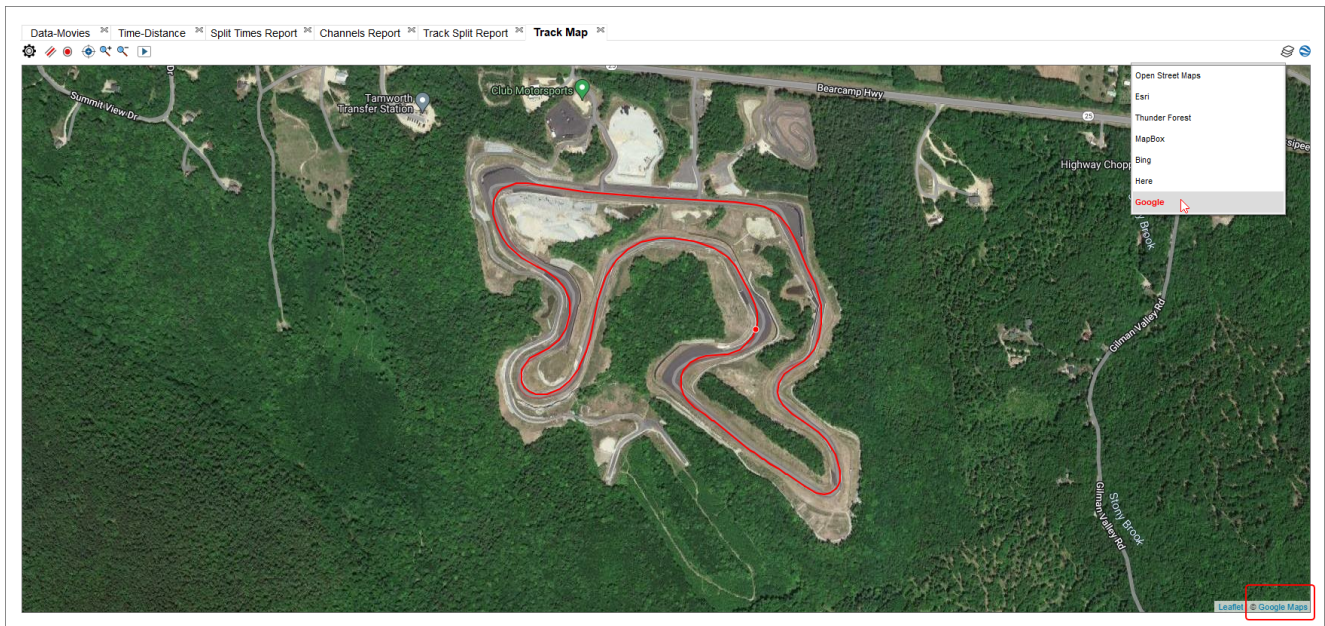 Data-Movies
Time-Distance
Split Times Report
Channels Report
Track Split Report
Track Map
Summit View Dr
Tamworth
Transfer Station
Club Motorsports
Bearcamp Hwy
25
Highway Chopp
sipee
Open Street Maps
Esri
Thunder Forest
MapBox
Bing
Here
Google
y Brook
Gilman Valley Rd
Gilman Valley Rd
Stony Brook
Leaflet | © Google Maps